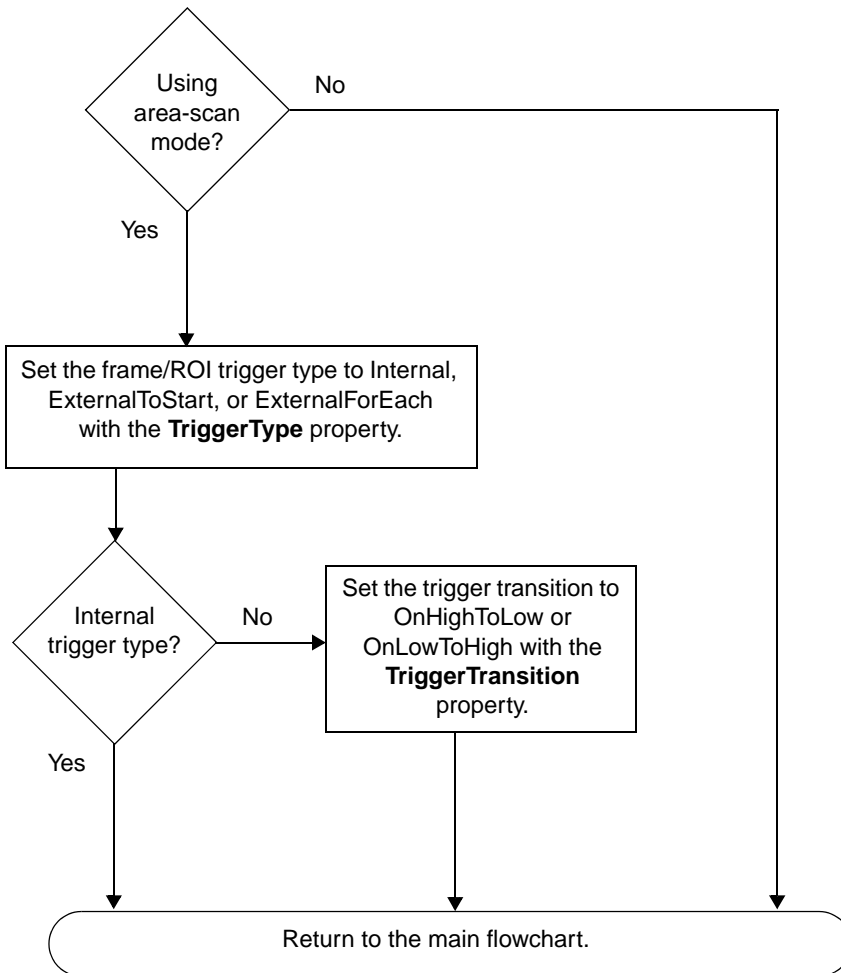 Using
area-scan
mode?
No
Yes
Set the frame/ROI trigger type to Internal,
ExternalToStart, or ExternalForEach
with the TriggerType property.
Internal
trigger type?
No
Set the trigger transition to
OnHighToLow or
OnLowToHigh with the
TriggerTransition
property.
Yes
Return to the main flowchart.